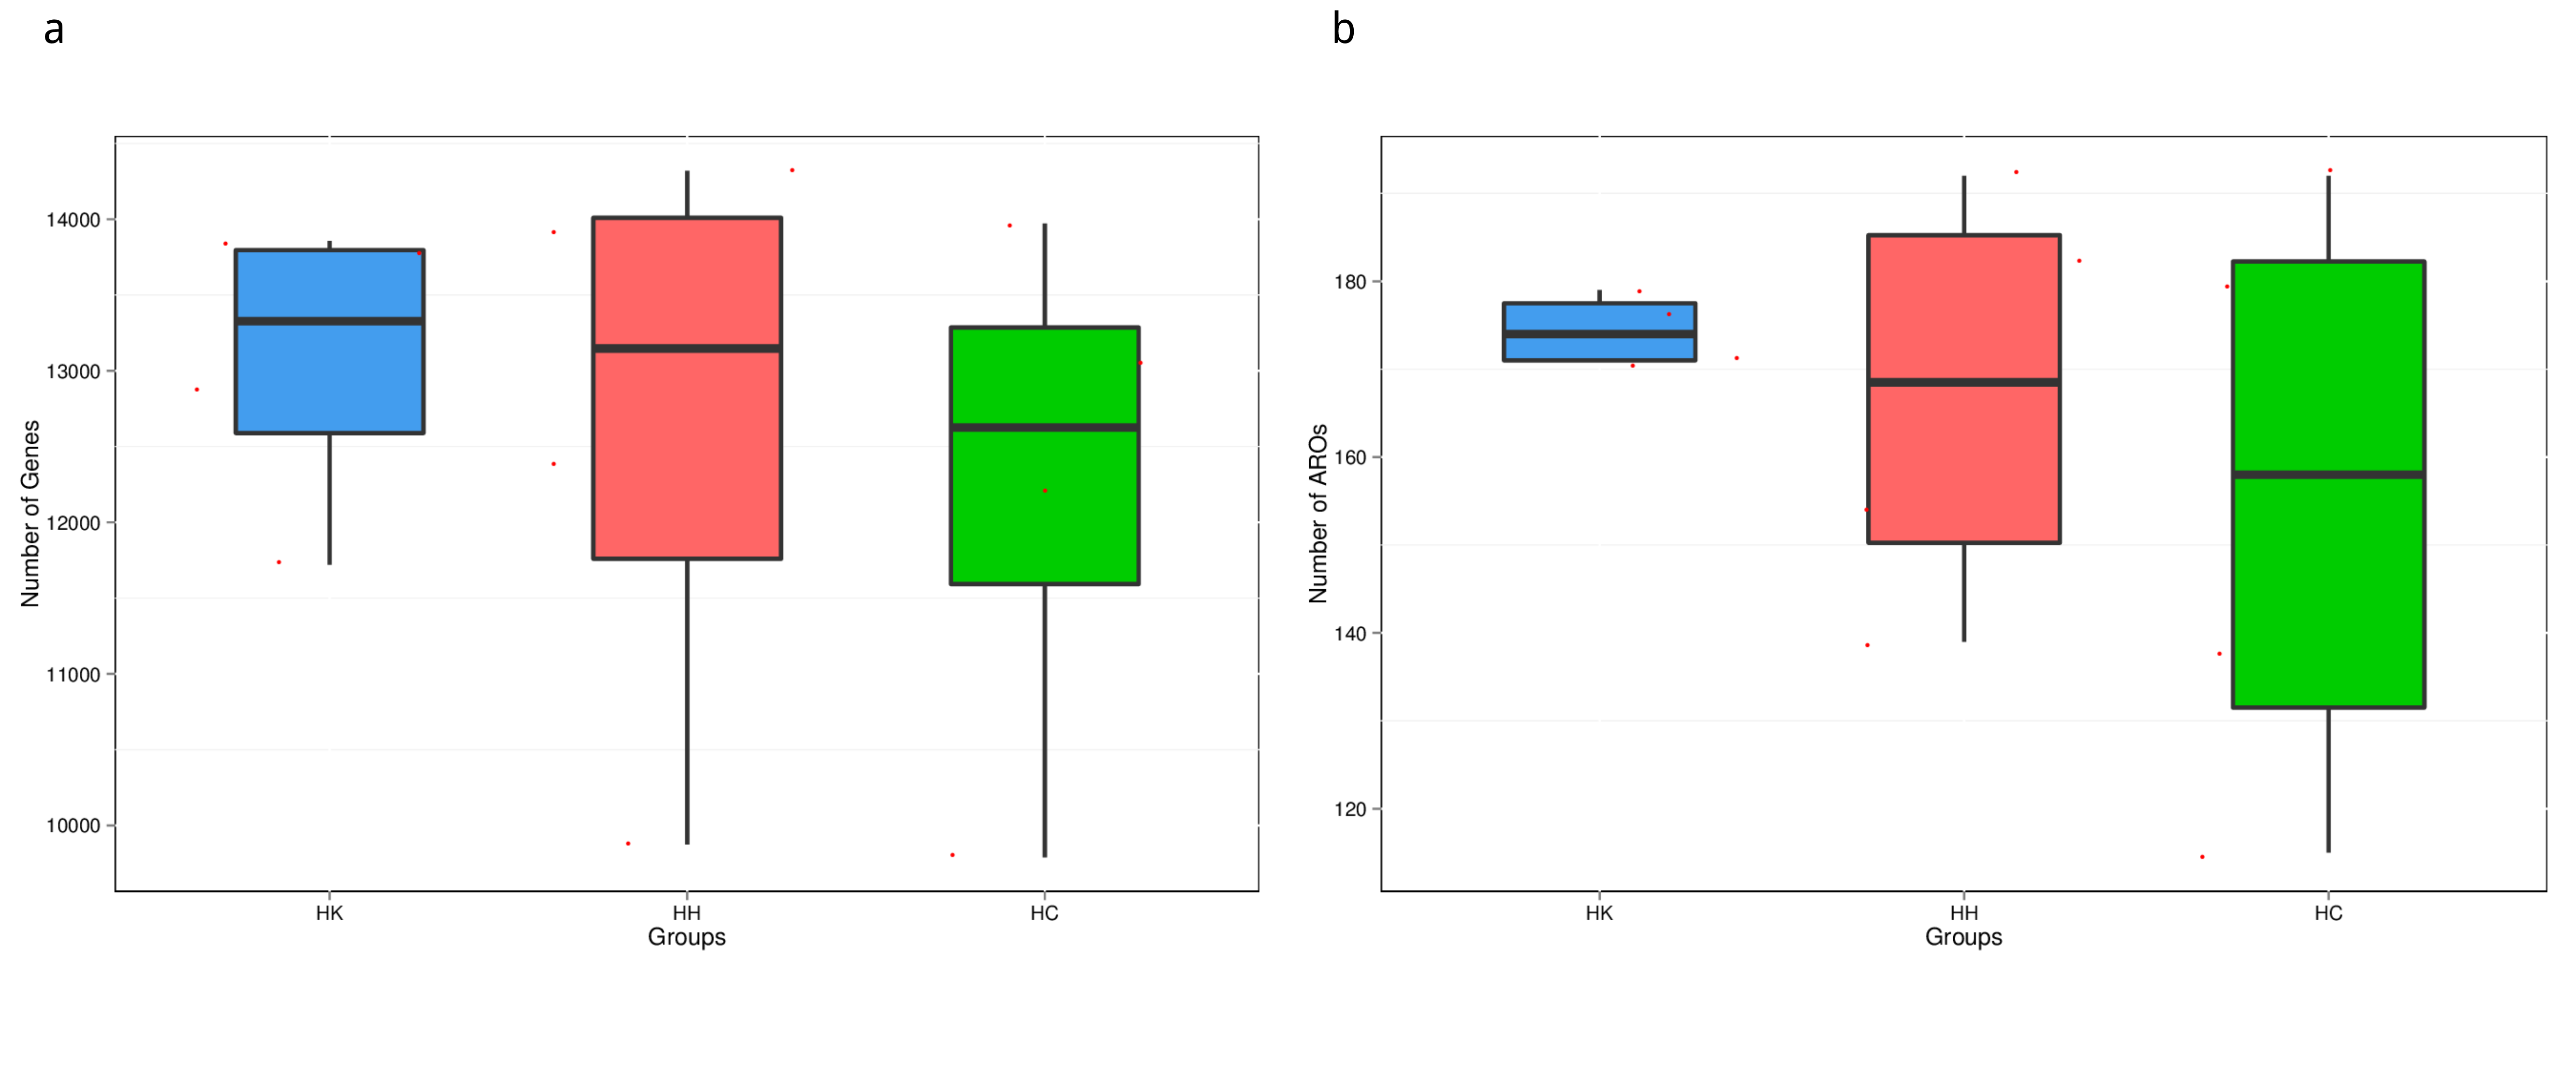 a
Number of Genes
14000
13000
12000
11000
10000
HK
HH
HC
Groups
b
Number of AROs
180
160
140
120
HK
HH
HC
Groups